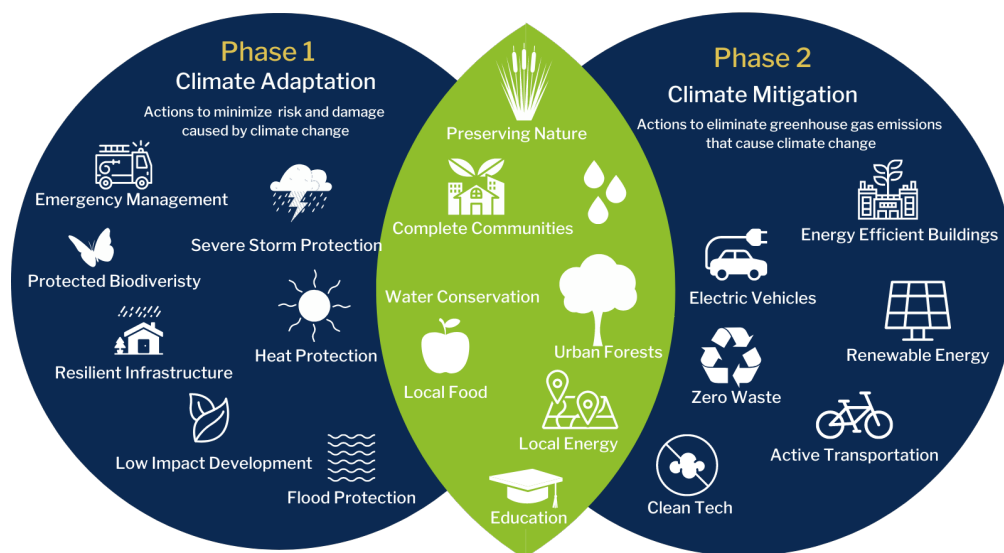 Phase 1
Climate Adaptation
Actions to minimize risk and damage
caused by climate change
Emergency Management
Severe Storm Protection
Protected Biodiveristy
Heat Protection
Resilient Infrastructure
Low Impact Development
Flood Protection
Preserving Nature
Complete Communities
Water Conservation
Urban Forests
Local Food
Local Energy
Education
Phase 2
Climate Mitigation
Actions to eliminate greenhouse gas emissions
that cause climate change
Energy Efficient Buildings
Electric Vehicles
Renewable Energy
Zero Waste
Active Transportation
Clean Tech